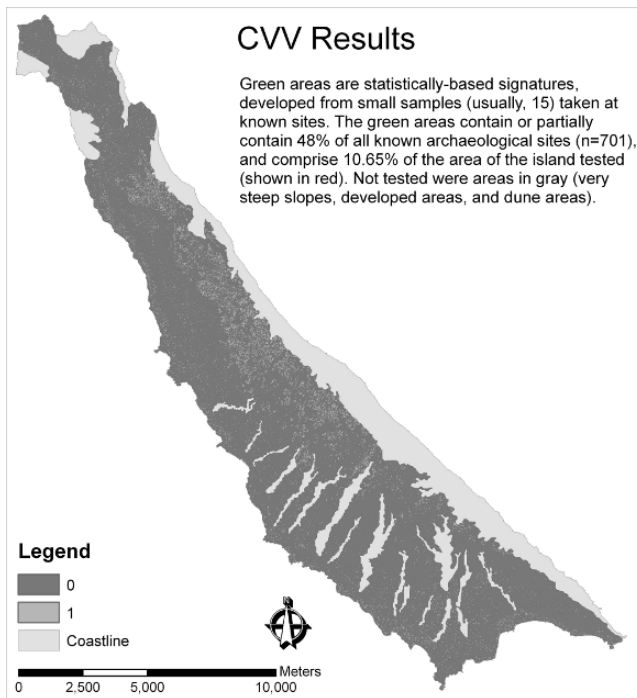 CVV Results
Green areas are statistically-based signatures,
developed from small samples (usually, 15) taken at
known sites. The green areas contain or partially
contain 48% of all known archaeological sites (n=701),
and comprise 10.65% of the area of the island tested
(shown in red). Not tested were areas in gray (very
steep slopes, developed areas, and dune areas).
Legend
0
1
Coastline
Meters
0 2,500 5,000 10,000